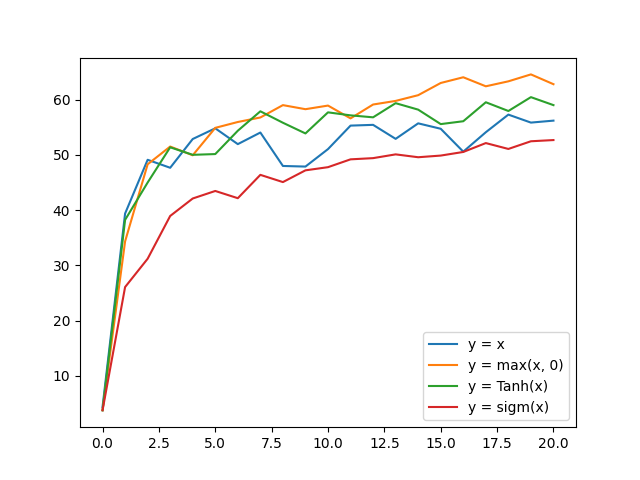 60
50
40
30
20
10
0.0 2.5 5.0 7.5 10.0 12.5 15.0 17.5 20.0
y = x
y = max(x, 0)
y = Tanh(x)
y = sigm(x)